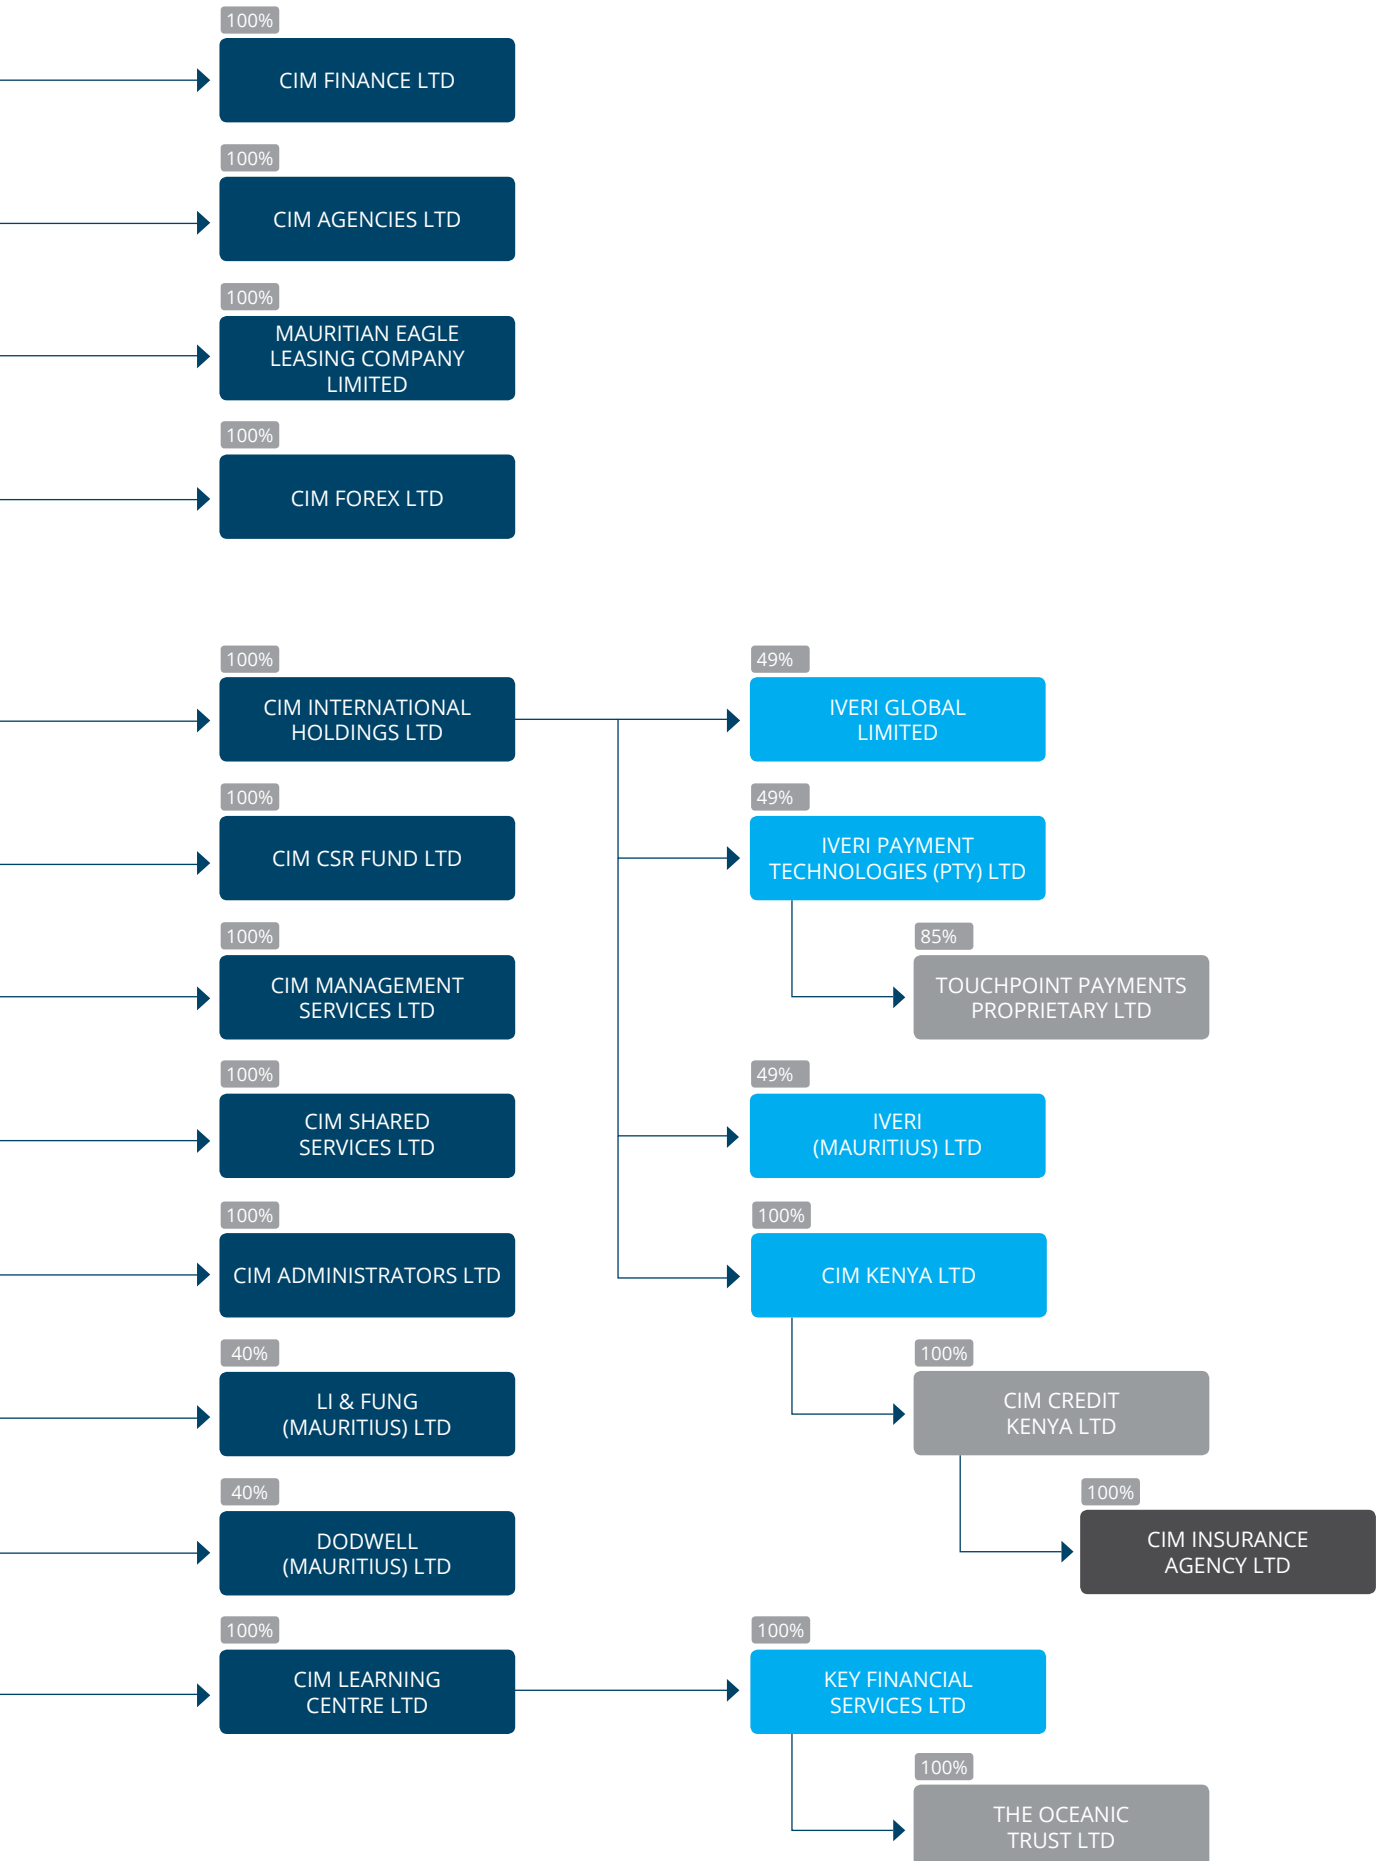 100%
CIM FINANCE LTD
100%
CIM AGENCIES LTD
100%
MAURITIAN EAGLE
LEASING COMPANY
LIMITED
100%
CIM FOREX LTD
100%
CIM INTERNATIONAL
HOLDINGS LTD
49%
IVERI GLOBAL
LIMITED
100%
CIM CSR FUND LTD
49%
IVERI PAYMENT
TECHNOLOGIES (PTY) LTD
100%
CIM MANAGEMENT
SERVICES LTD
85%
TOUCHPOINT PAYMENTS
PROPRIETARY LTD
100%
CIM SHARED
SERVICES LTD
49%
IVERI
(MAURITIUS) LTD
100%
CIM ADMINISTRATORS LTD
100%
CIM KENYA LTD
40%
LI & FUNG
(MAURITIUS) LTD
100%
CIM CREDIT
KENYA LTD
40%
DODWELL
(MAURITIUS) LTD
100%
CIM INSURANCE
AGENCY LTD
100%
CIM LEARNING
CENTRE LTD
100%
KEY FINANCIAL
SERVICES LTD
100%
THE OCEANIC
TRUST LTD